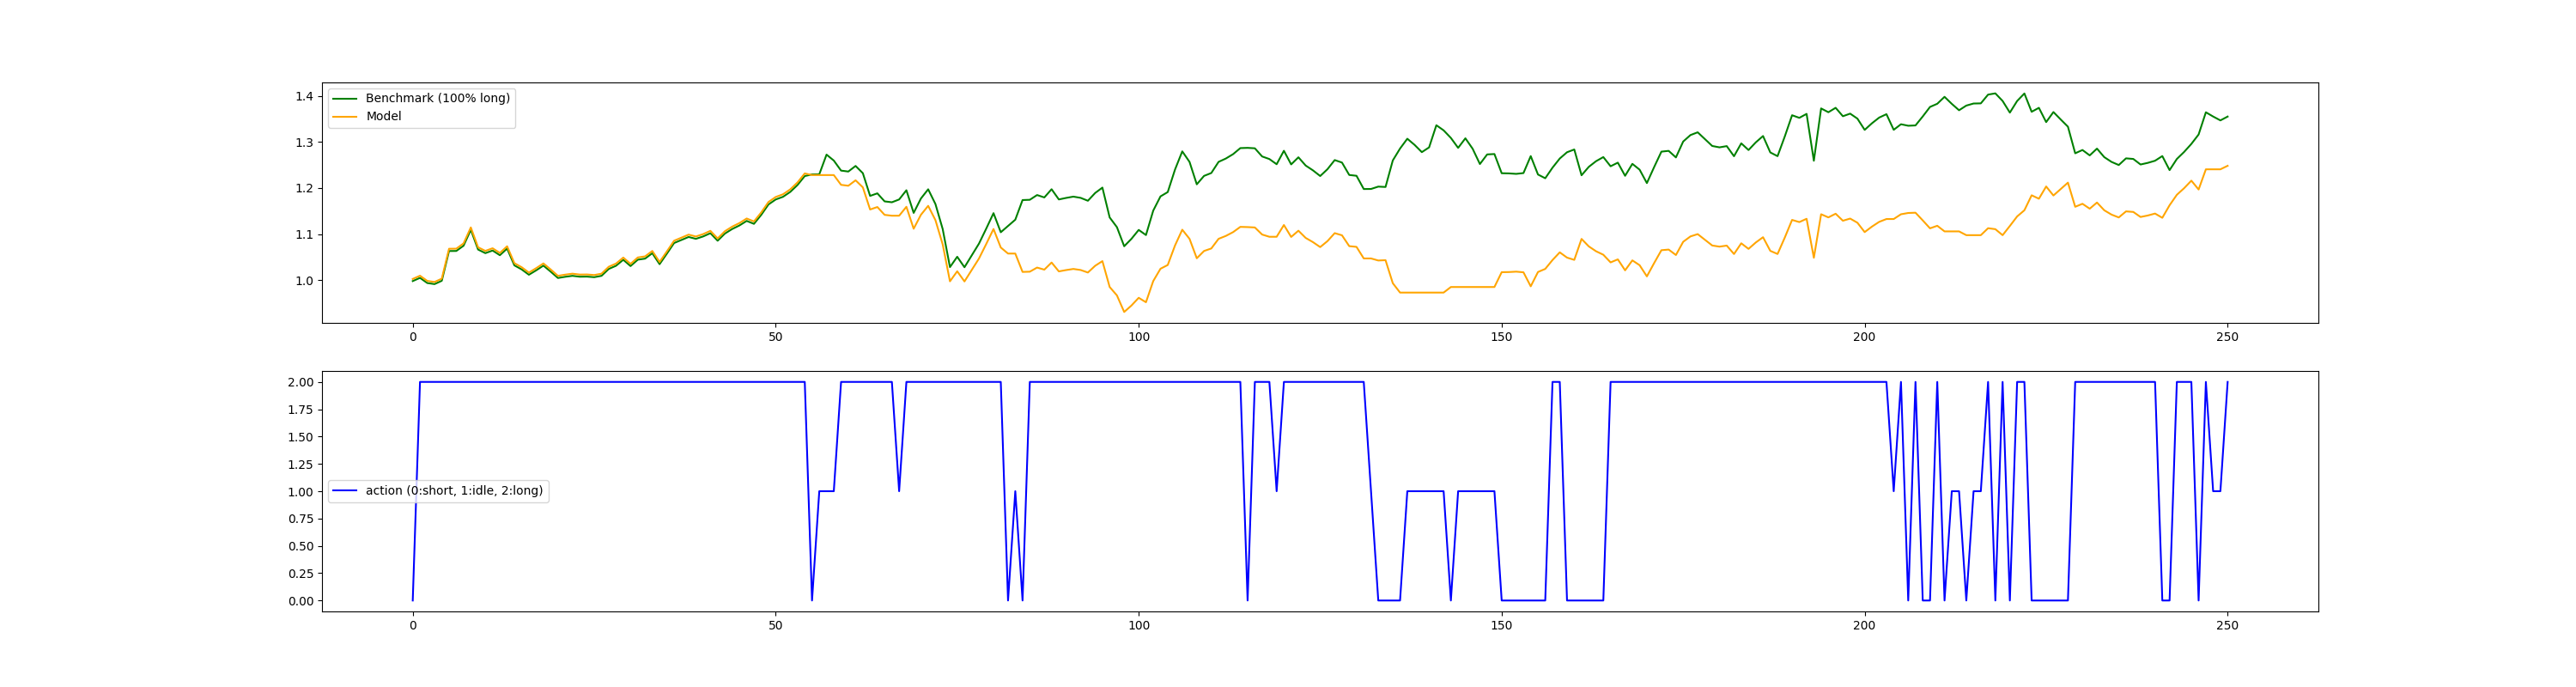 1.4
1.3
1.2
1.1
1.0
Benchmark (100% long)
Model
0 50 100 150 200 250
2.00
1.75
1.50
1.25
1.00
0.75
0.50
0.25
0.00
action (0:short, 1:idle, 2:long)
0 50 100 150 200 250